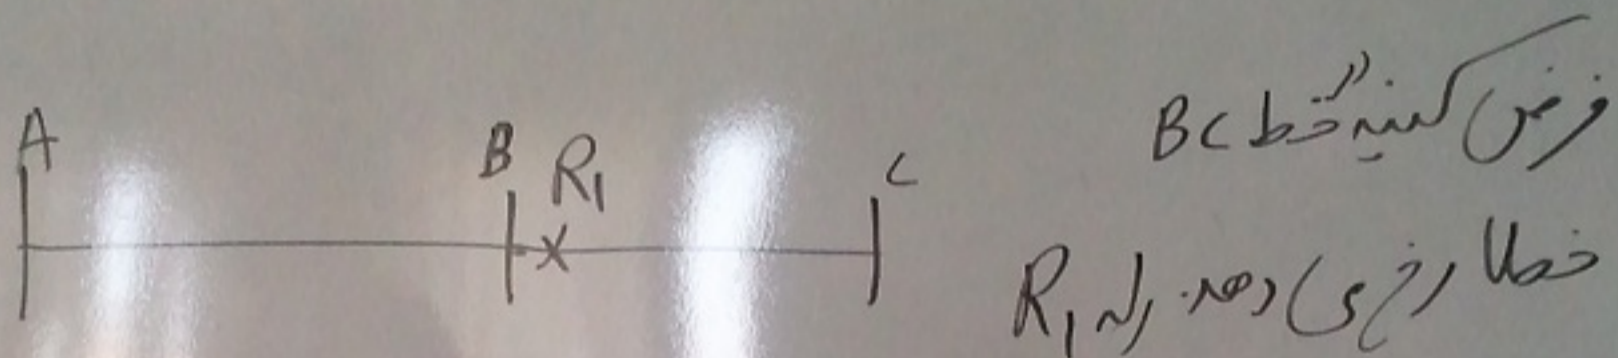 A B R1 C
فرض کنید در خط BC
خطا رخ می دهد. رله R1